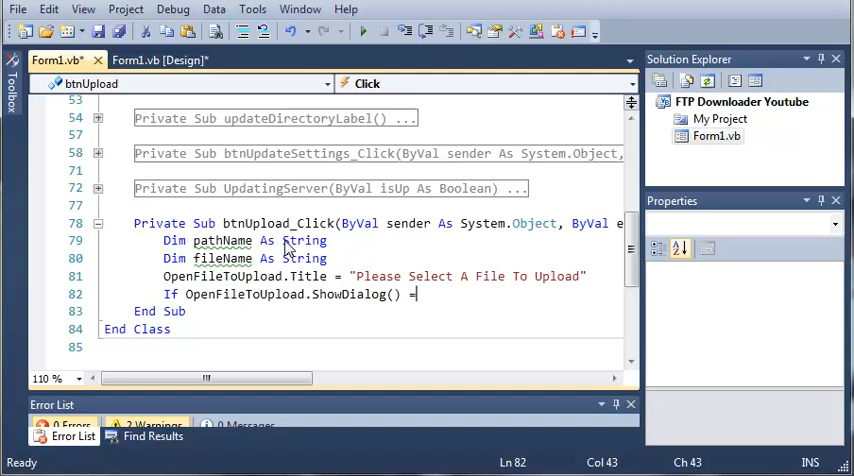 File Edit View Project Debug Data Tools Window Help
Form1.vb* Form1.vb [Design]*
Toolbox
btnUpload Click
53
54 Private Sub updateDirectoryLabel() ...
57
58 Private Sub btnUpdateSettings_Click(ByVal sender As System.Object,
71
72 Private Sub UpdatingServer(ByVal isUp As Boolean) ...
77
78 Private Sub btnUpload_Click(ByVal sender As System.Object, ByVal e
79 Dim pathName As String
80 Dim fileName As String
81 OpenFileToUpload.Title = "Please Select A File To Upload"
82 If OpenFileToUpload.ShowDialog() =
83 End Sub
84 End Class
85
110 %
Error List
0 Errors 2 Warnings 0 Messages
Error List Find Results
Ready Ln 82 Col 43 Ch 43 INS
Solution Explorer
FTP Downloader Youtube
My Project
Form1.vb
Properties